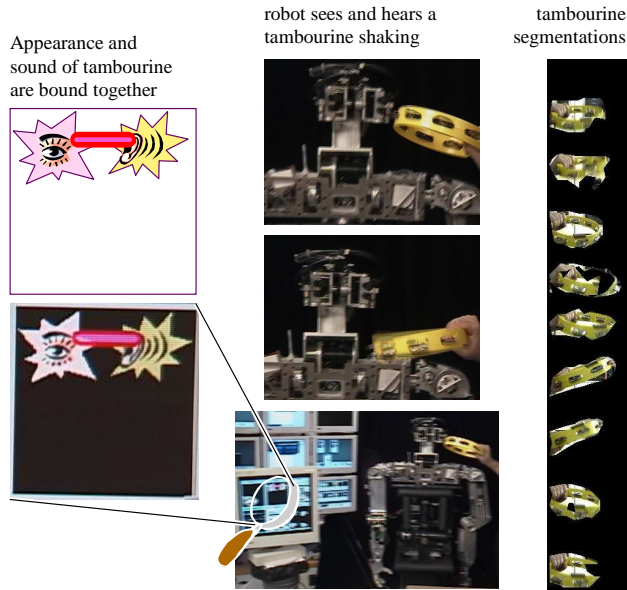 Appearance and
sound of tambourine
are bound together
robot sees and hears a
tambourine shaking
tambourine
segmentations